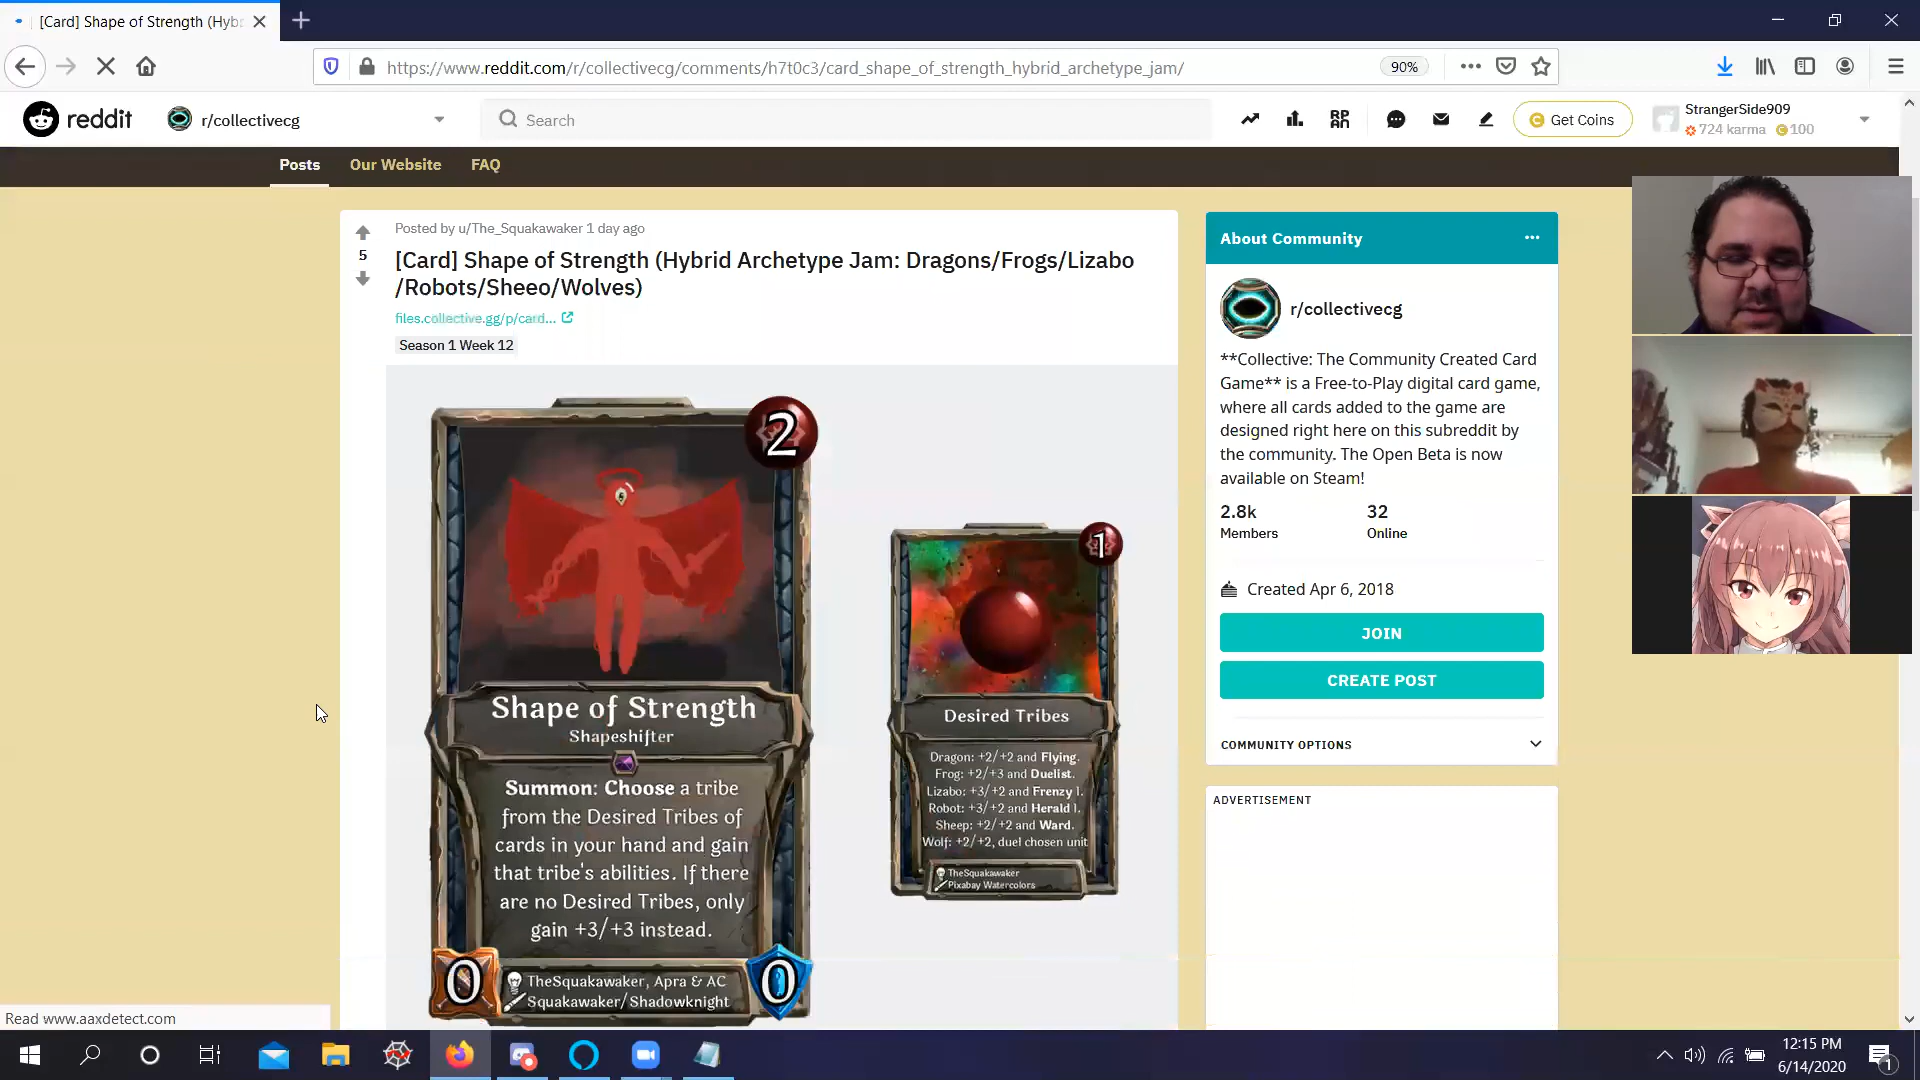 [Card] Shape of Strength (Hybr
https://www.reddit.com/r/collectivecg/comments/h7t0c3/card_shape_of_strength_hybrid_archetype_jam/
90%
reddit
r/collectivecg
Search
RPAN
Get Coins
StrangerSide909
724 karma 100
Posts
Our Website
FAQ
Posted by u/The_Squakawaker 1 day ago
5
[Card] Shape of Strength (Hybrid Archetype Jam: Dragons/Frogs/Lizabo
/Robots/Sheeo/Wolves)
files.collective.gg/p/card...
Season 1 Week 12
2
Shape of Strength
Shapeshifter
Summon: Choose a tribe
from the Desired Tribes of
cards in your hand and gain
that tribe's abilities. If there
are no Desired Tribes, only
gain +3/+3 instead.
0
TheSquakawaker, Apra & AC
Squakawaker/Shadowknight
0
1
Desired Tribes
Dragon: +2/+2 and Flying.
Frog: +2/+3 and Duelist.
Lizabo: +3/+2 and Frenzy 1.
Robot: +3/+2 and Herald 1.
Sheep: +2/+2 and Ward.
Wolf: +2/+2, duel chosen unit
TheSquakawaker
Pixabay Watercolors
About Community
r/collectivecg
**Collective: The Community Created Card
Game** is a Free-to-Play digital card game,
where all cards added to the game are
designed right here on this subreddit by
the community. The Open Beta is now
available on Steam!
2.8k
Members
32
Online
Created Apr 6, 2018
JOIN
CREATE POST
COMMUNITY OPTIONS
ADVERTISEMENT
Read www.aaxdetect.com
12:15 PM
6/14/2020
1